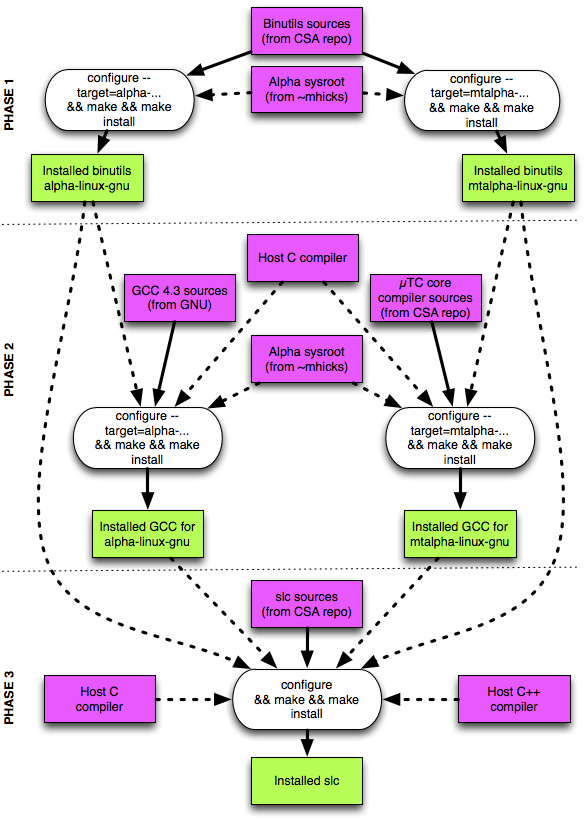 PHASE 1
Binutils sources
(from CSA repo)
configure --
target=alpha-...
&& make && make
install
Alpha sysroot
(from ~mhicks)
configure --
target=mtalpha-...
&& make && make
install
Installed binutils
alpha-linux-gnu
Installed binutils
mtalpha-linux-gnu
PHASE 2
Host C compiler
GCC 4.3 sources
(from GNU)
µTC core
compiler sources
(from CSA repo)
Alpha sysroot
(from ~mhicks)
configure --
target=alpha-...
&& make && make
install
configure --
target=mtalpha-...
&& make && make
install
Installed GCC for
alpha-linux-gnu
Installed GCC for
mtalpha-linux-gnu
PHASE 3
slc sources
(from CSA repo)
Host C
compiler
configure
&& make && make
install
Host C++
compiler
Installed slc